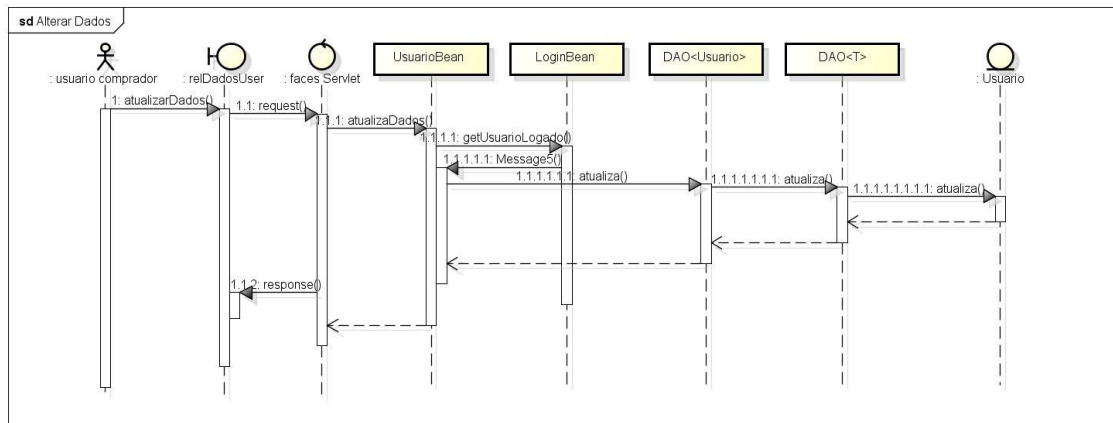 sd Alterar Dados
: usuario comprador
: relDadosUser
: faces Servlet
UsuarioBean
LoginBean
DAO<Usuario>
DAO<T>
: Usuario
1: atualizarDados()
1.1: request()
1.1.1: atualizaDados()
1.1.1.1: getUsuarioLogado()
1.1.1.1.1: Message5()
1.1.1.1.1.1: atualiza()
1.1.1.1.1.1.1: atualiza()
1.1.1.1.1.1.1.1: atualiza()
1.1.2: response()